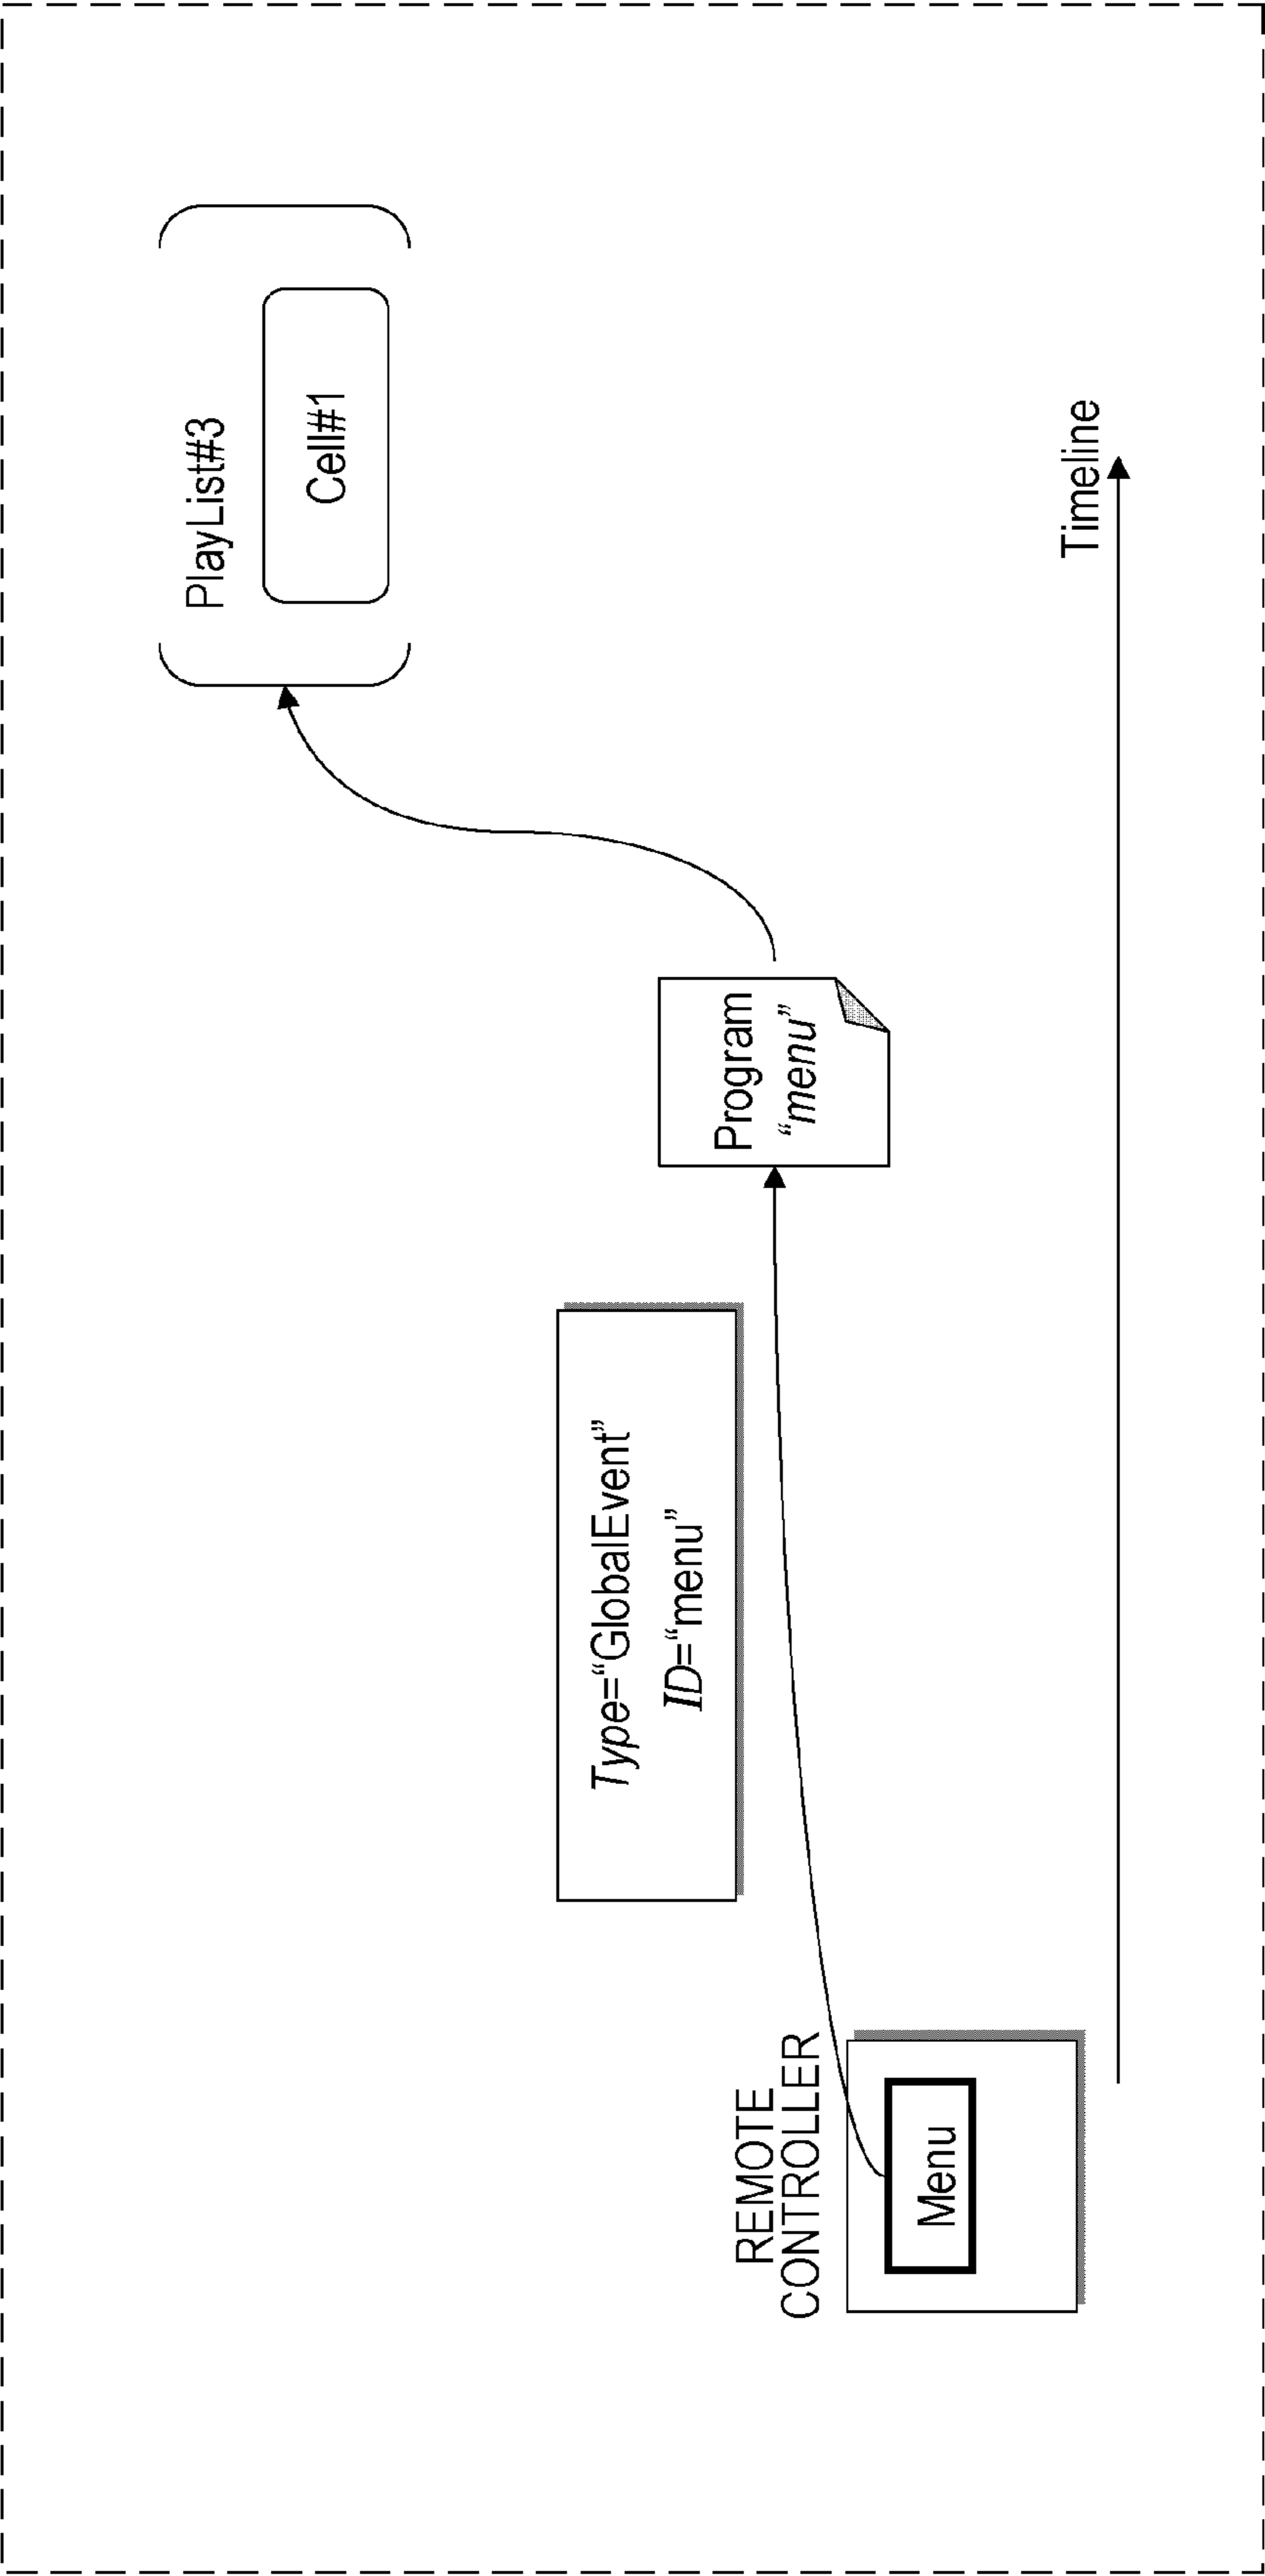 PlayList#3
Cell#1
Type=“GlobalEvent”
ID=“menu”
Program
“menu”
REMOTE
CONTROLLER
Menu
Timeline